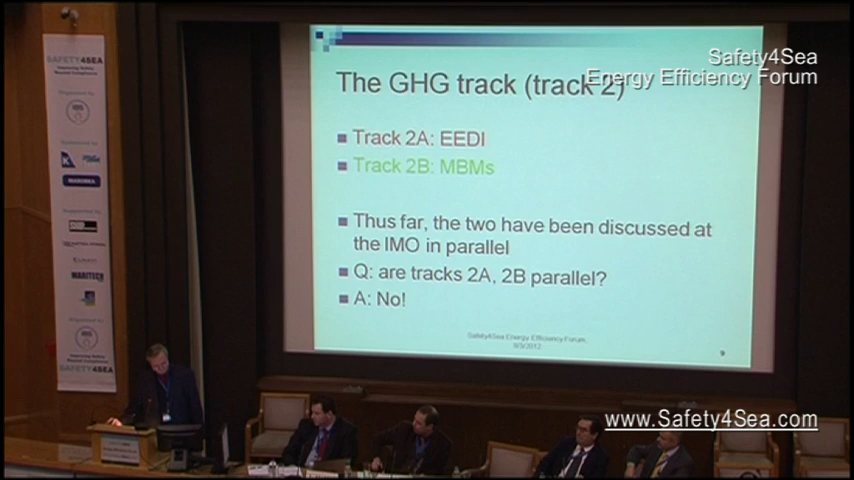 Safety4Sea
Energy Efficiency Forum
The GHG track (track 2)
Track 2A: EEDI
Track 2B: MBMs
Thus far, the two have been discussed at
the IMO in parallel
Q: are tracks 2A, 2B parallel?
A: No!
Safety4Sea Energy Efficiency Forum,
9
SAFETY4SEA
MARITECH
SAFETY4SEA
www.Safety4Sea.com